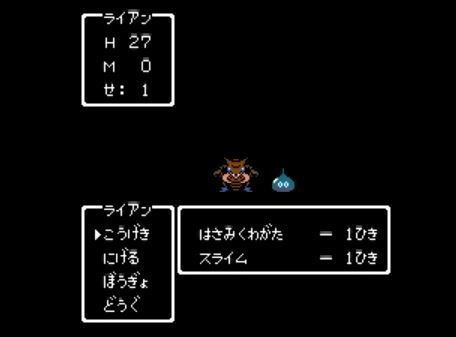 ライアン
H 27
M 0
せ: 1
ライアン
▶こうげき
にげる
ぼうぎょ
どうぐ
はさみくわがた ー 1ひき
スライム ー 1ひき